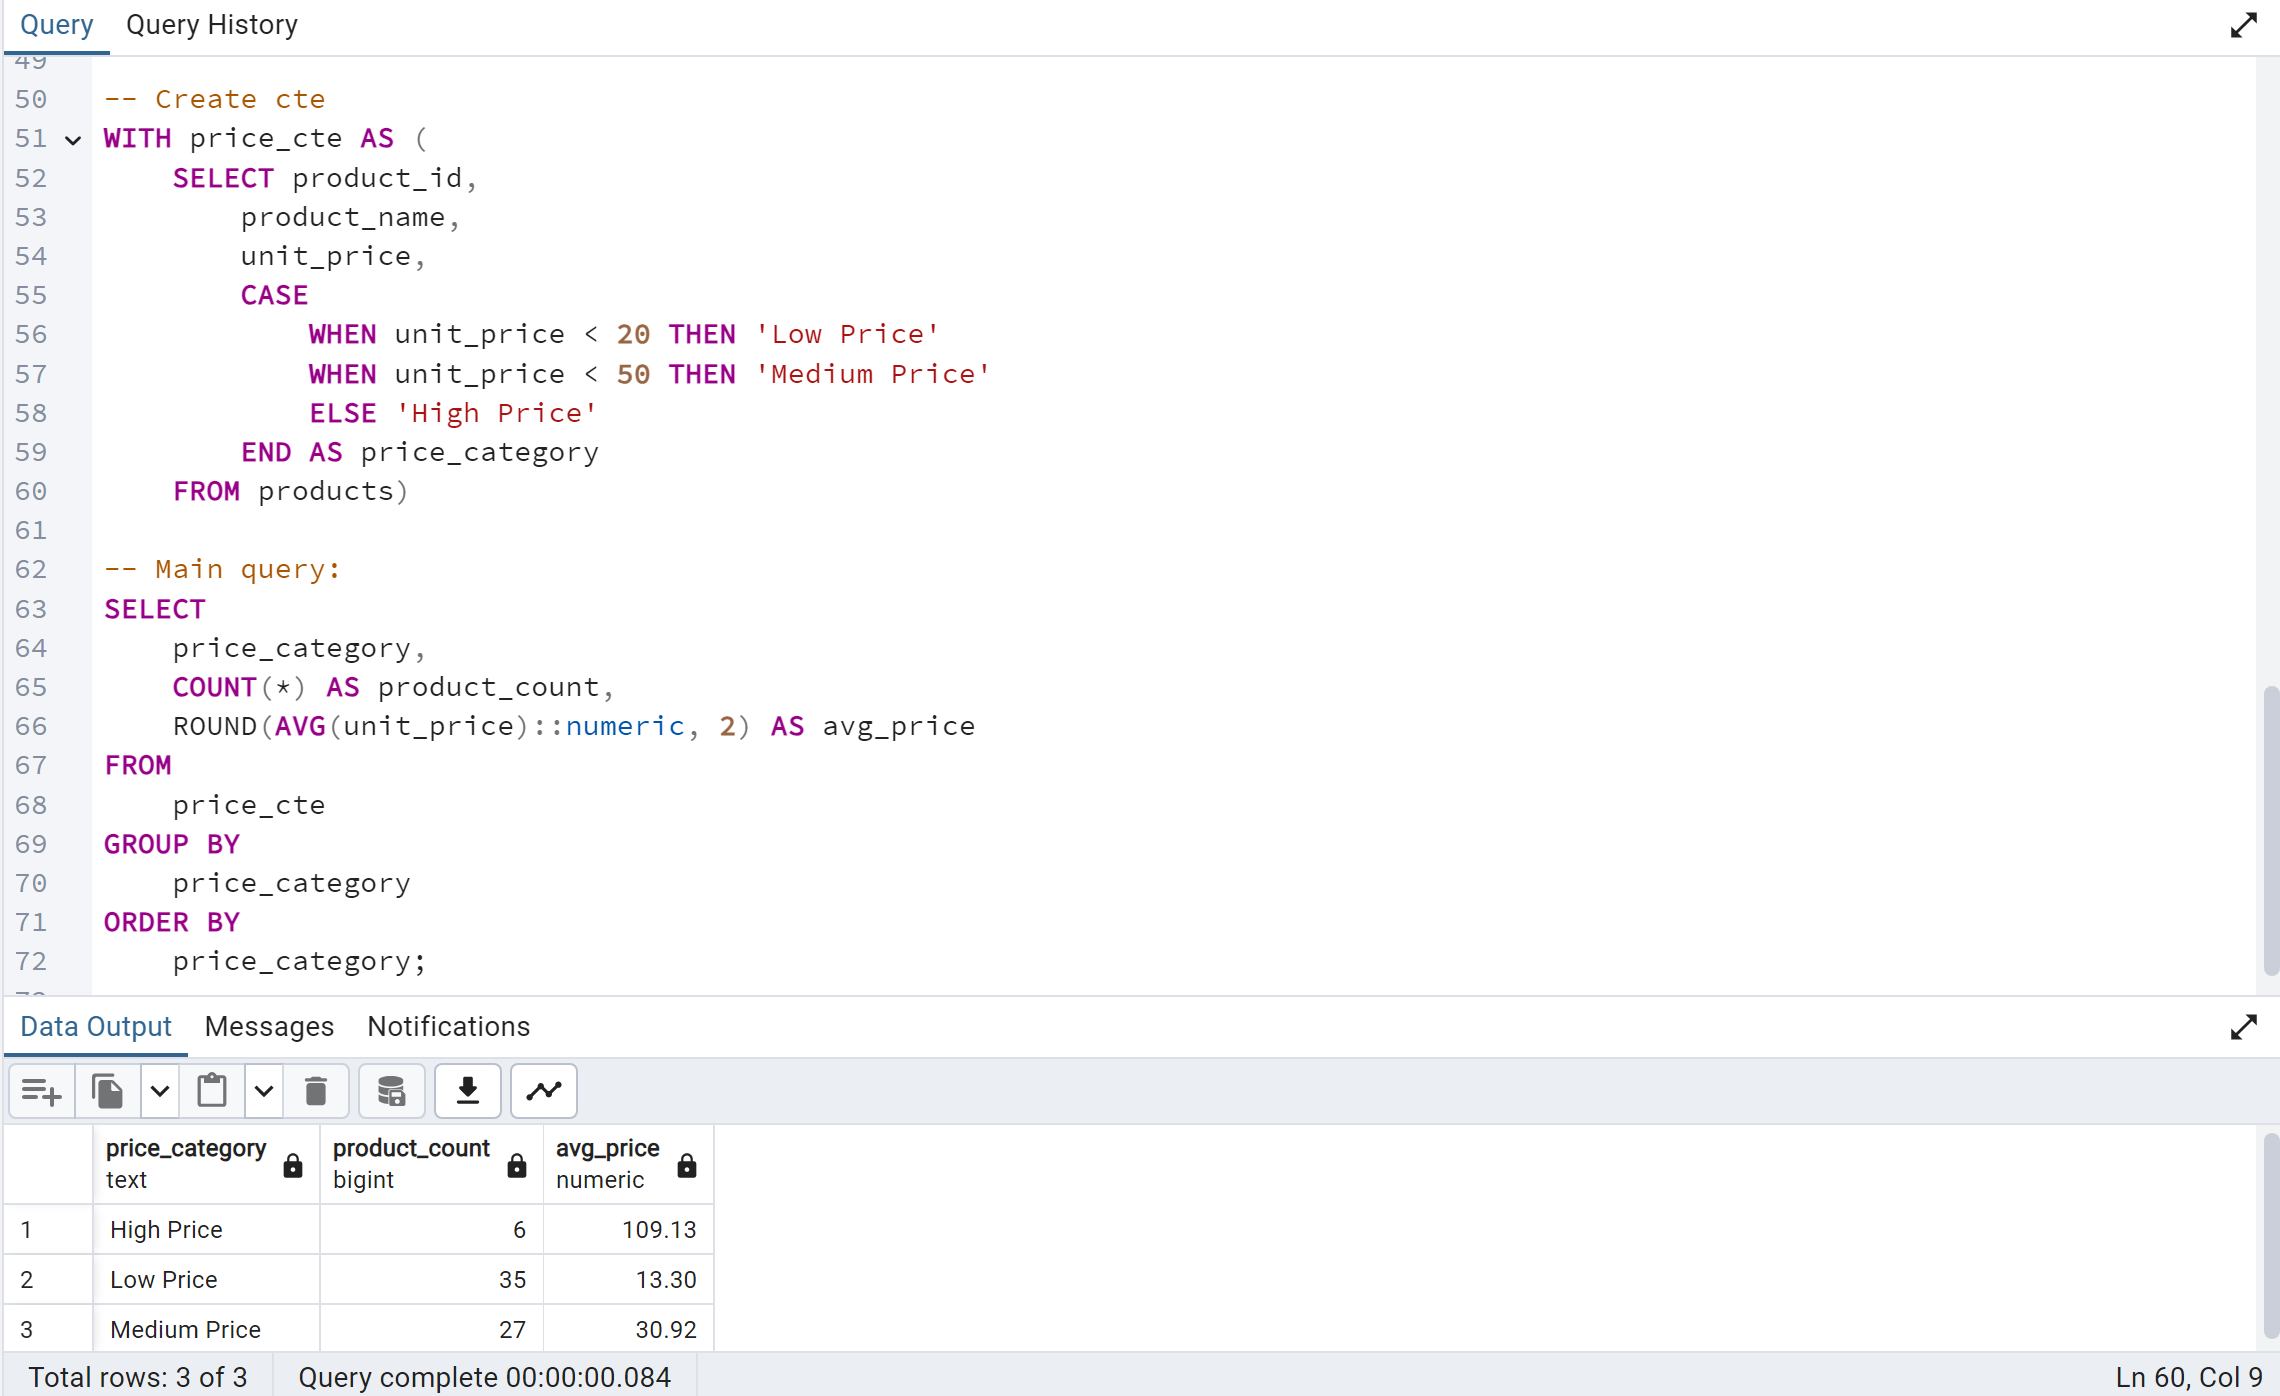 Query Query History
49
50 -- Create cte
51 WITH price_cte AS (
52 SELECT product_id,
53 product_name,
54 unit_price,
55 CASE
56 WHEN unit_price < 20 THEN 'Low Price'
57 WHEN unit_price < 50 THEN 'Medium Price'
58 ELSE 'High Price'
59 END AS price_category
60 FROM products)
61
62 -- Main query:
63 SELECT
64 price_category,
65 COUNT(*) AS product_count,
66 ROUND(AVG(unit_price)::numeric, 2) AS avg_price
67 FROM
68 price_cte
69 GROUP BY
70 price_category
71 ORDER BY
72 price_category;
Data Output Messages Notifications
price_category product_count avg_price
text bigint numeric
1 High Price 6 109.13
2 Low Price 35 13.30
3 Medium Price 27 30.92
Total rows: 3 of 3 Query complete 00:00:00.084 Ln 60, Col 9